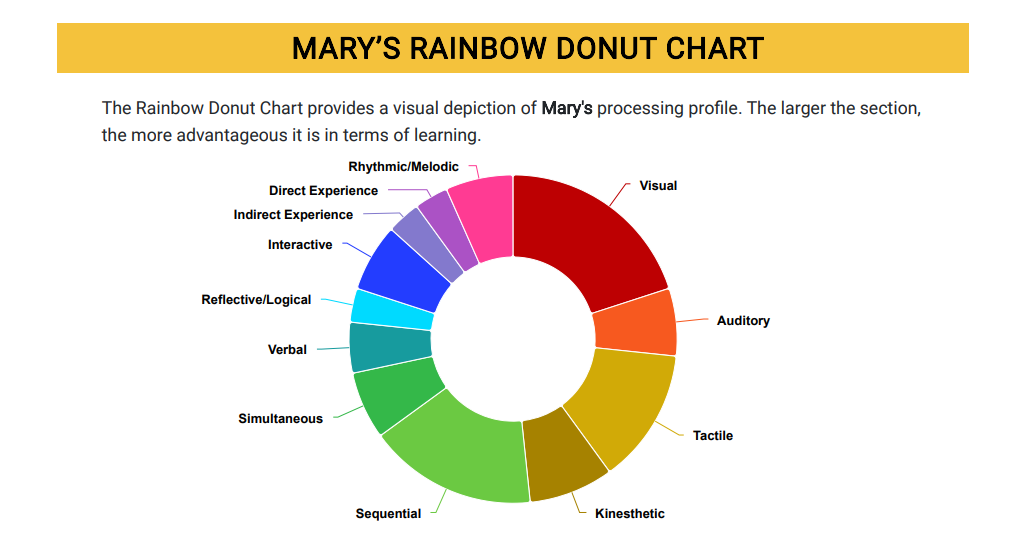 MARY’S RAINBOW DONUT CHART
The Rainbow Donut Chart provides a visual depiction of Mary's processing profile. The larger the section,
the more advantageous it is in terms of learning.
Rhythmic/Melodic
Visual
Direct Experience
Indirect Experience
Interactive
Reflective/Logical
Auditory
Verbal
Simultaneous
Tactile
Sequential
Kinesthetic